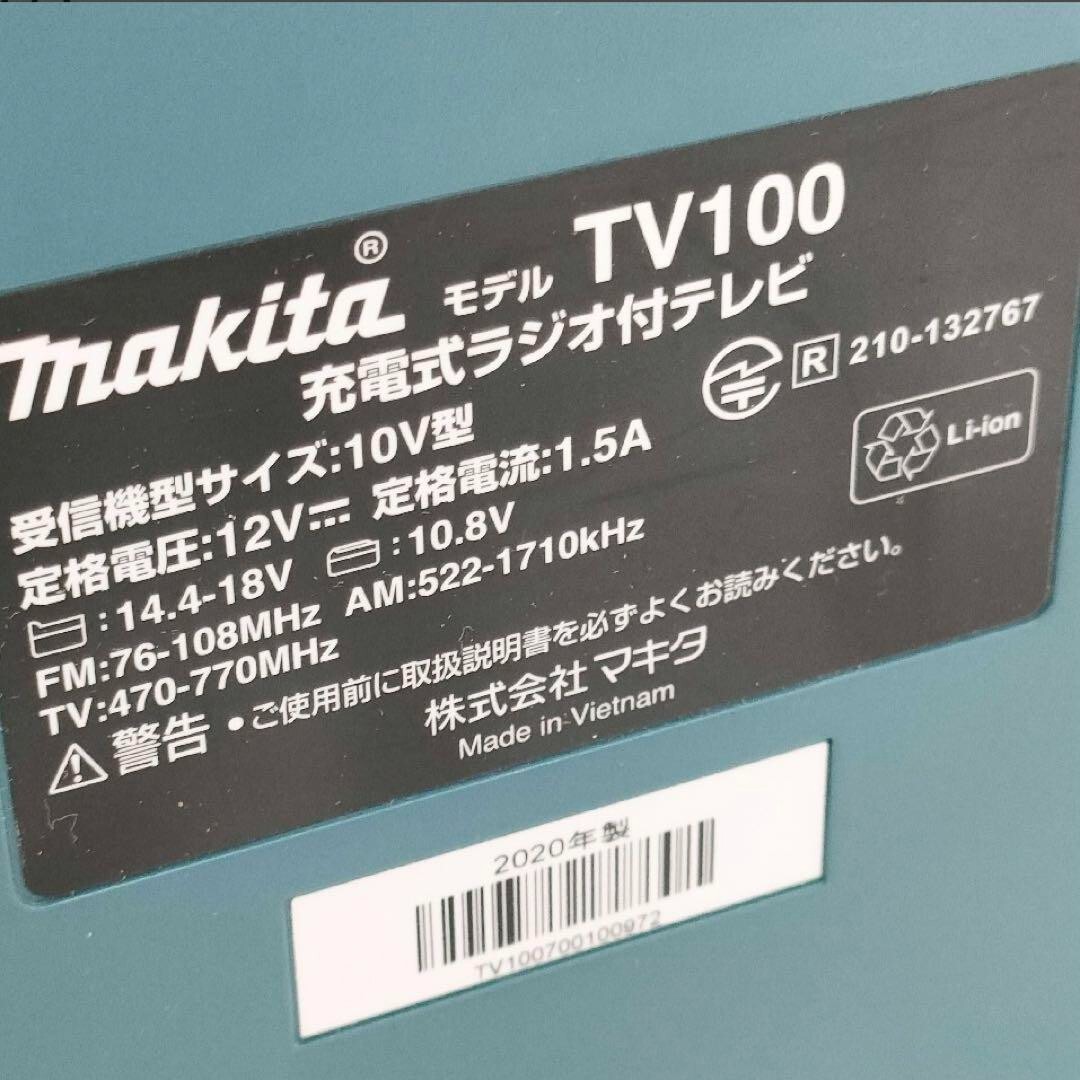 makita® モデル TV100
充電式ラジオ付テレビ
R 210-132767
Li-ion
受信機型サイズ:10V型
定格電圧:12V⎓ 定格電流:1.5A
:14.4-18V :10.8V
FM:76-108MHz AM:522-1710kHz
TV:470-770MHz
警告 •ご使用前に取扱説明書を必ずよくお読みください。
株式会社 マキタ
Made in Vietnam
2020年製
TV100700100972